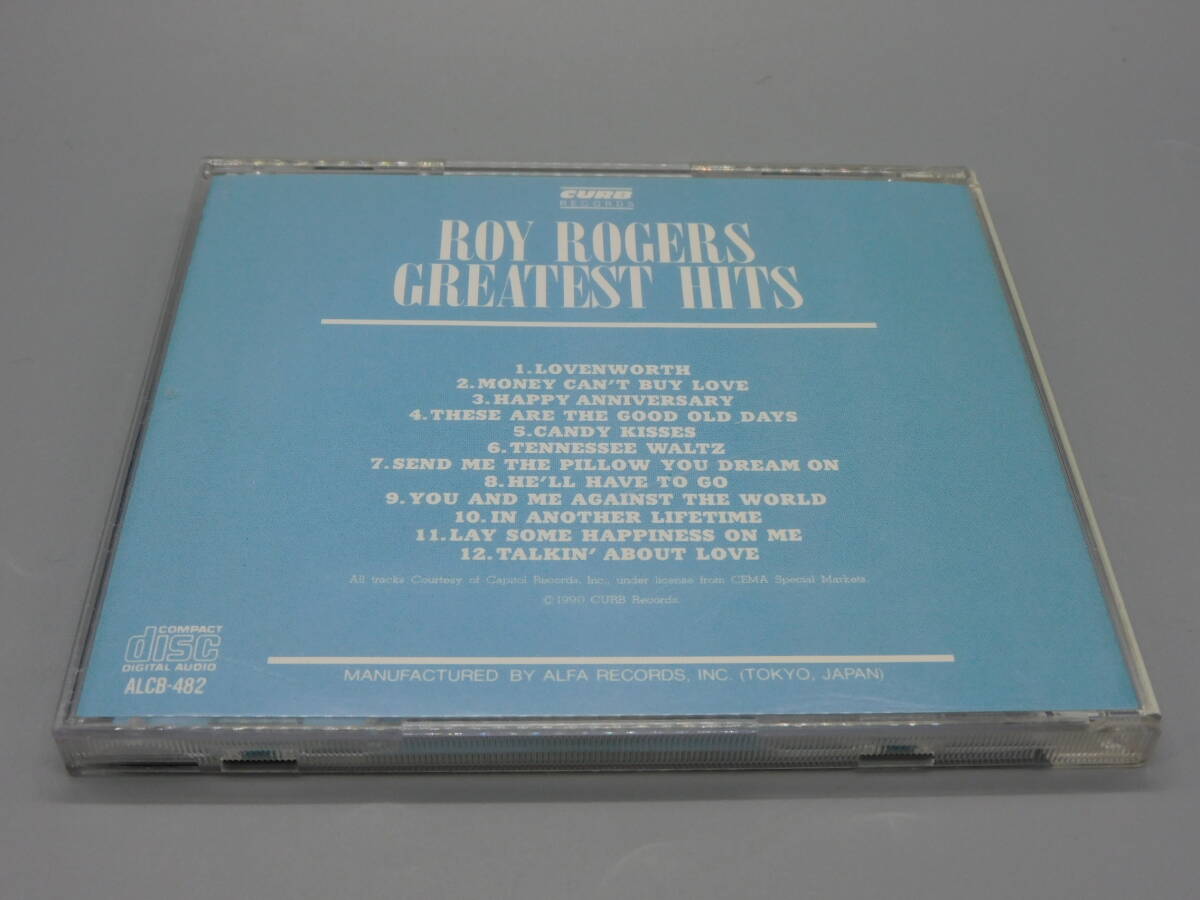 CURB
RECORDS
ROY ROGERS
GREATEST HITS
1. LOVENWORTH
2. MONEY CAN'T BUY LOVE
3. HAPPY ANNIVERSARY
4. THESE ARE THE GOOD OLD DAYS
5. CANDY KISSES
6. TENNESSEE WALTZ
7. SEND ME THE PILLOW YOU DREAM ON
8. HE'LL HAVE TO GO
9. YOU AND ME AGAINST THE WORLD
10. IN ANOTHER LIFETIME
11. LAY SOME HAPPINESS ON ME
12. TALKIN' ABOUT LOVE
All tracks Courtesy of Capitol Records, Inc., under license from CEMA Special Markets.
©1990 CURB Records.
COMPACT
disc
DIGITAL AUDIO
ALCB-482
MANUFACTURED BY ALFA RECORDS, INC. (TOKYO, JAPAN)